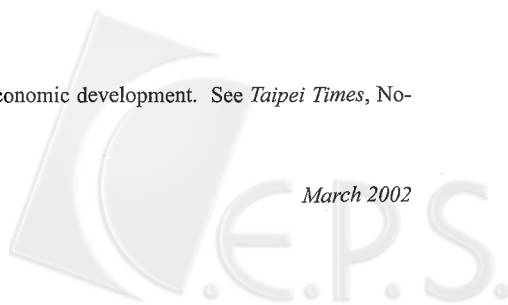 conomic development. See Taipei Times, No-
March 2002
C.E.P.S.